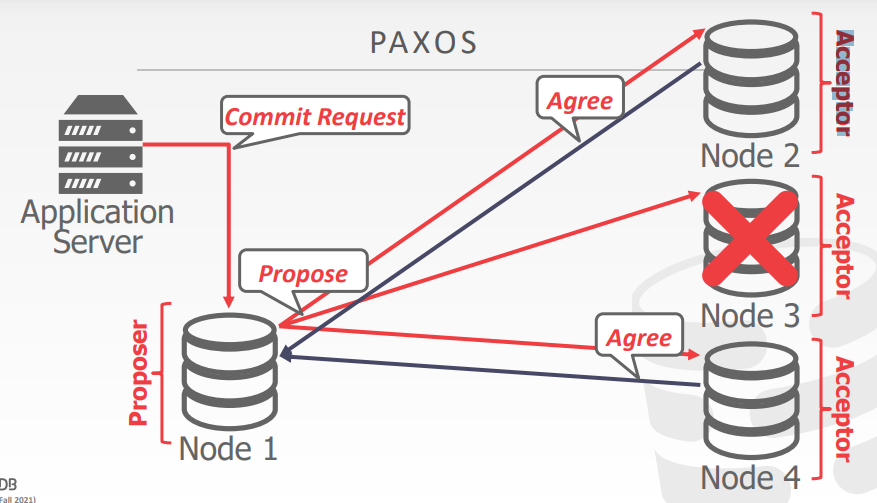 PAXOS
Commit Request
Application
Server
Propose
Agree
Agree
Proposer
Node 1
Acceptor
Node 2
Acceptor
Node 3
Acceptor
Node 4
DB
Fall 2021)